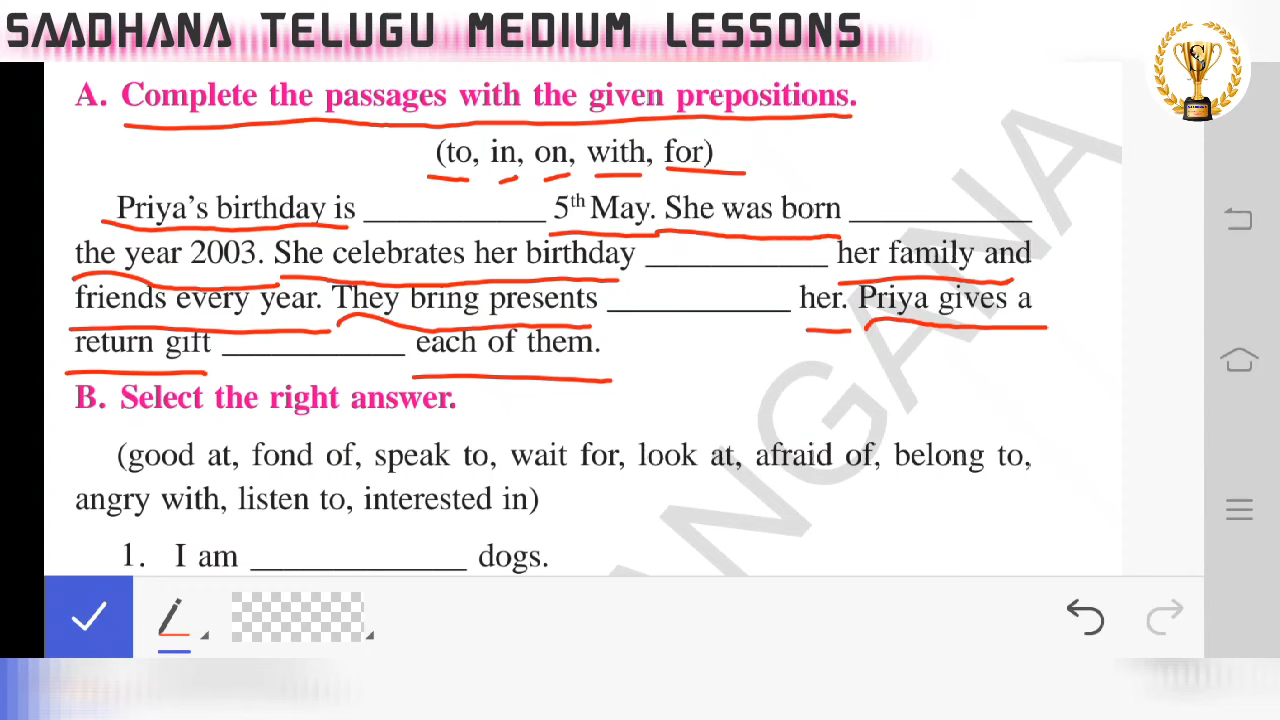 SAADHANA TELUGU MEDIUM LESSONS
S
A. Complete the passages with the given prepositions.
(to, in, on, with, for)
Priya's birthday is ____________ 5th May. She was born ____________
the year 2003. She celebrates her birthday ____________ her family and
friends every year. They bring presents ____________ her. Priya gives a
return gift ____________ each of them.
B. Select the right answer.
(good at, fond of, speak to, wait for, look at, afraid of, belong to,
angry with, listen to, interested in)
1. I am ______________ dogs.
NGANA